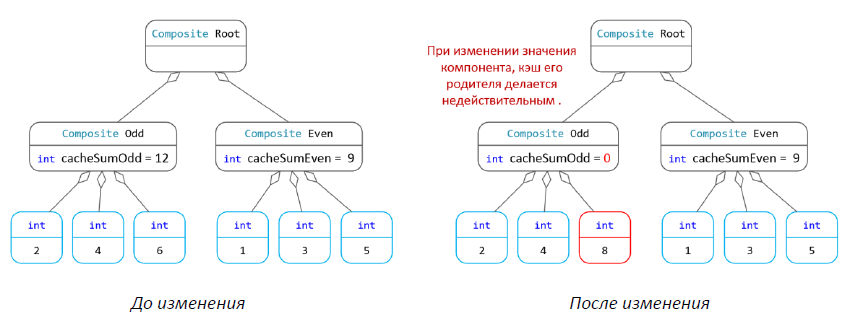 Composite Root
Composite Odd
int cacheSumOdd = 12
Composite Even
int cacheSumEven = 9
int
2
int
4
int
6
int
1
int
3
int
5
До изменения
При изменении значения
компонента, кэш его
родителя делается
недействительным .
Composite Root
Composite Odd
int cacheSumOdd = 0
Composite Even
int cacheSumEven = 9
int
2
int
4
int
8
int
1
int
3
int
5
После изменения